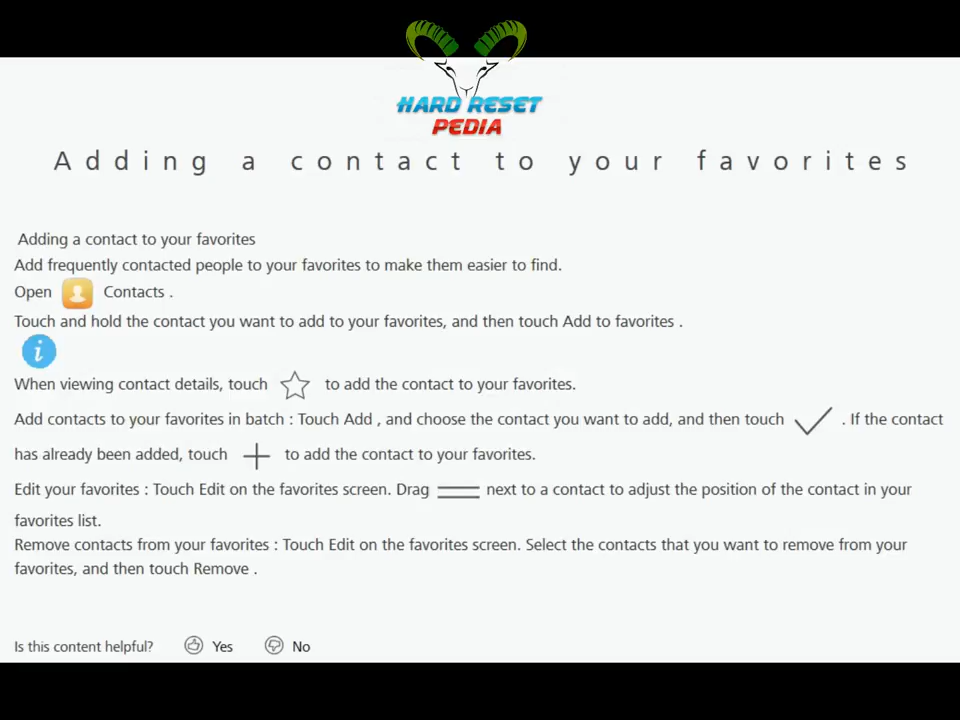 HARD RESET
PEDIA
Adding a contact to your favorites
Adding a contact to your favorites
Add frequently contacted people to your favorites to make them easier to find.
Open Contacts .
Touch and hold the contact you want to add to your favorites, and then touch Add to favorites .
i
When viewing contact details, touch to add the contact to your favorites.
Add contacts to your favorites in batch : Touch Add , and choose the contact you want to add, and then touch . If the contact
has already been added, touch to add the contact to your favorites.
Edit your favorites : Touch Edit on the favorites screen. Drag next to a contact to adjust the position of the contact in your
favorites list.
Remove contacts from your favorites : Touch Edit on the favorites screen. Select the contacts that you want to remove from your
favorites, and then touch Remove .
Is this content helpful? Yes No